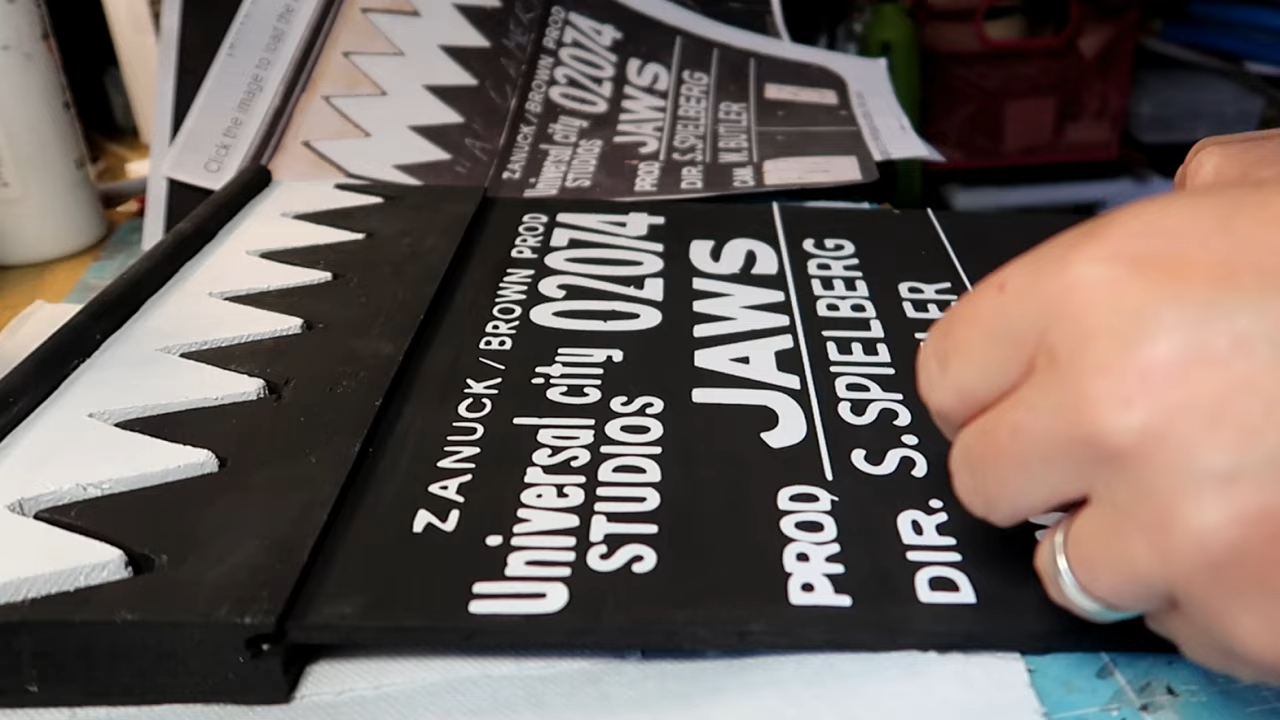 Click the image to load the
ZANUCK / BROWN PROD
Universal city 02074
STUDIOS
PROD JAWS
DIR. S.SPIELBERG
CAM. W.BUTLER
ZANUCK / BROWN PROD
Universal city 02074
STUDIOS
PROD JAWS
DIR. S.SPIELBERG
LER